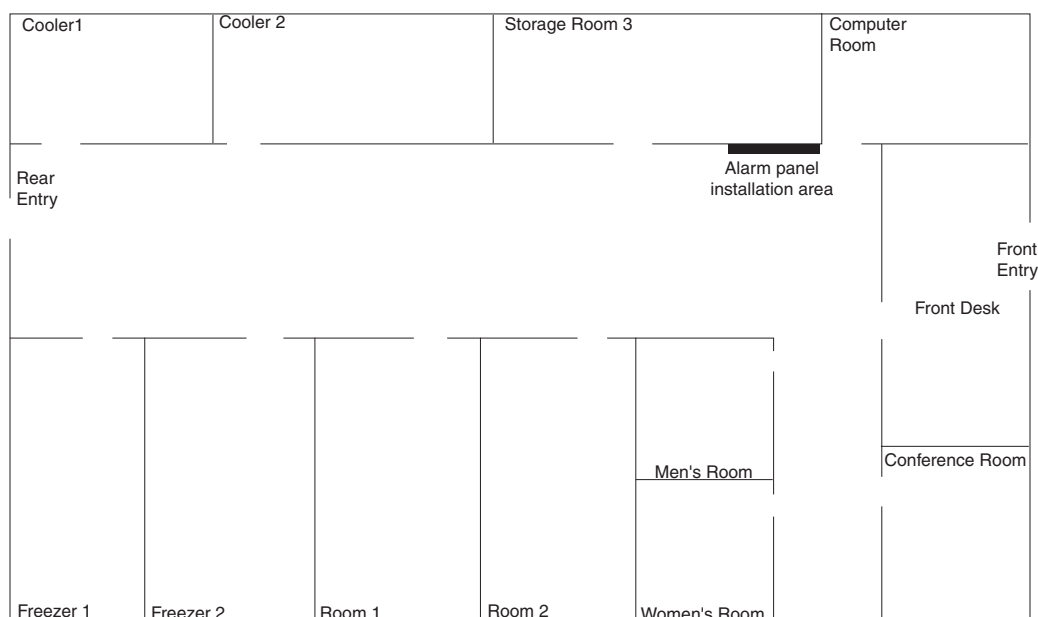 Cooler1
Cooler 2
Storage Room 3
Computer
Room
Alarm panel
installation area
Rear
Entry
Front
Entry
Front Desk
Conference Room
Men's Room
Freezer 1
Freezer 2
Room 1
Room 2
Women's Room